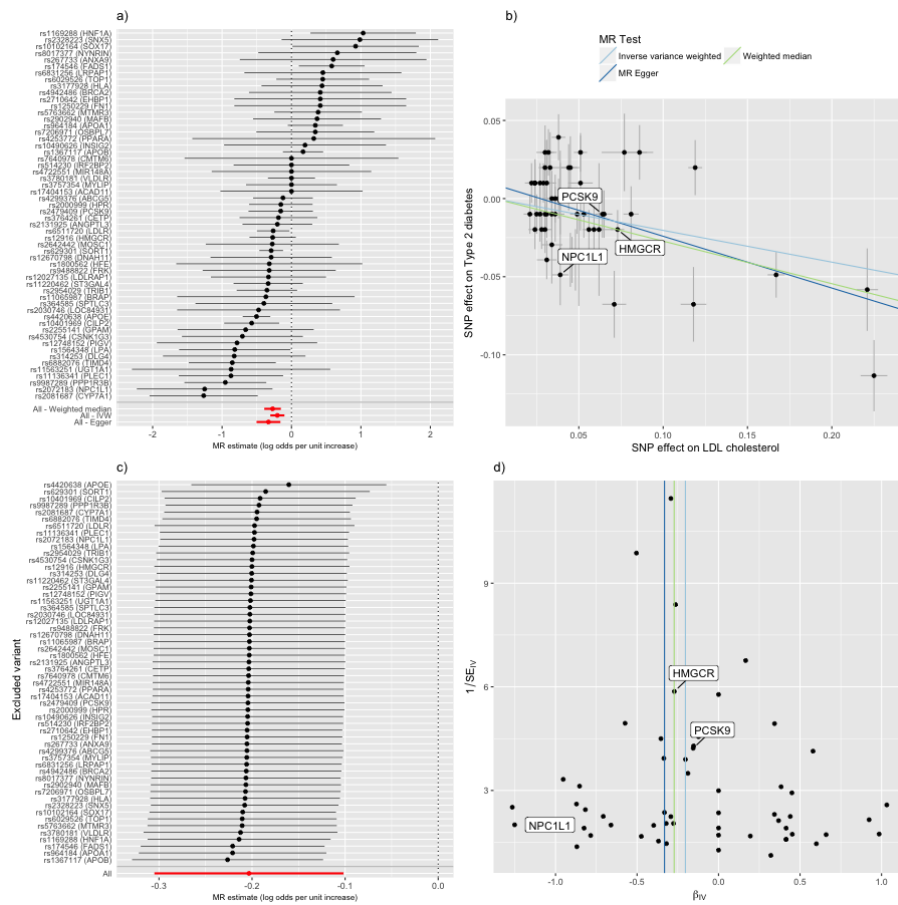 a)
rs1169288 (HNF1A)
rs2328223 (SNX5)
rs10102164 (SOX17)
rs8017377 (NYNRIN)
rs267733 (ANXA9)
rs174546 (FADS1)
rs6831256 (LRPAP1)
rs6029526 (TOP1)
rs3177928 (HLA)
rs4942486 (BRCA2)
rs2710642 (EHBP1)
rs1250229 (FN1)
rs5763662 (MTMR3)
rs2902940 (MAFB)
rs964184 (APOA1)
rs7206971 (OSBPL7)
rs4253772 (PPARA)
rs10490626 (INSIG2)
rs1367117 (APOB)
rs7640978 (CMTM6)
rs514230 (IRF2BP2)
rs4722551 (MIR148A)
rs3780181 (VLDLR)
rs3757354 (MYLIP)
rs17404153 (ACAD11)
rs4299376 (ABCG5)
rs2000999 (HPR)
rs2479409 (PCSK9)
rs3764261 (CETP)
rs2131925 (ANGPTL3)
rs6511720 (LDLR)
rs12916 (HMGCR)
rs2642442 (MOSC1)
rs629301 (SORT1)
rs12670798 (DNAH11)
rs1800562 (HFE)
rs9488822 (FRK)
rs12027135 (LDLRAP1)
rs11220462 (ST3GAL4)
rs2954029 (TRIB1)
rs11065987 (BRAP)
rs364585 (SPTLC3)
rs2030746 (LOC84931)
rs4420638 (APOE)
rs10401969 (CILP2)
rs2255141 (GPAM)
rs4530754 (CSNK1G3)
rs12748152 (PIGV)
rs1564348 (LPA)
rs314253 (DLG4)
rs6882076 (TIMD4)
rs11563251 (UGT1A1)
rs11136341 (PLEC1)
rs9987289 (PPP1R3B)
rs2072183 (NPC1L1)
rs2081687 (CYP7A1)
All - Weighted median
All - IVW
All - Egger
-2 -1 0 1 2
MR estimate (log odds per unit increase)
b)
MR Test
Inverse variance weighted
Weighted median
MR Egger
SNP effect on Type 2 diabetes
0.05
0.00
-0.05
-0.10
PCSK9
HMGCR
NPC1L1
0.05 0.10 0.15 0.20
SNP effect on LDL cholesterol
c)
Excluded variant
rs4420638 (APOE)
rs629301 (SORT1)
rs10401969 (CILP2)
rs9987289 (PPP1R3B)
rs2081687 (CYP7A1)
rs6882076 (TIMD4)
rs6511720 (LDLR)
rs11136341 (PLEC1)
rs2072183 (NPC1L1)
rs1564348 (LPA)
rs2954029 (TRIB1)
rs4530754 (CSNK1G3)
rs12916 (HMGCR)
rs314253 (DLG4)
rs11220462 (ST3GAL4)
rs2255141 (GPAM)
rs12748152 (PIGV)
rs11563251 (UGT1A1)
rs364585 (SPTLC3)
rs2030746 (LOC84931)
rs12027135 (LDLRAP1)
rs9488822 (FRK)
rs12670798 (DNAH11)
rs11065987 (BRAP)
rs2642442 (MOSC1)
rs1800562 (HFE)
rs2131925 (ANGPTL3)
rs3764261 (CETP)
rs7640978 (CMTM6)
rs4722551 (MIR148A)
rs4253772 (PPARA)
rs17404153 (ACAD11)
rs2479409 (PCSK9)
rs2000999 (HPR)
rs10490626 (INSIG2)
rs514230 (IRF2BP2)
rs2710642 (EHBP1)
rs1250229 (FN1)
rs267733 (ANXA9)
rs4299376 (ABCG5)
rs3757354 (MYLIP)
rs6831256 (LRPAP1)
rs4942486 (BRCA2)
rs8017377 (NYNRIN)
rs2902940 (MAFB)
rs7206971 (OSBPL7)
rs3177928 (HLA)
rs2328223 (SNX5)
rs10102164 (SOX17)
rs6029526 (TOP1)
rs5763662 (MTMR3)
rs3780181 (VLDLR)
rs1169288 (HNF1A)
rs174546 (FADS1)
rs964184 (APOA1)
rs1367117 (APOB)
All
-0.3 -0.2 -0.1 0.0
MR estimate (log odds per unit increase)
d)
1/SE_IV
9
6
3
HMGCR
PCSK9
NPC1L1
-1.0 -0.5 0.0 0.5 1.0
β_IV